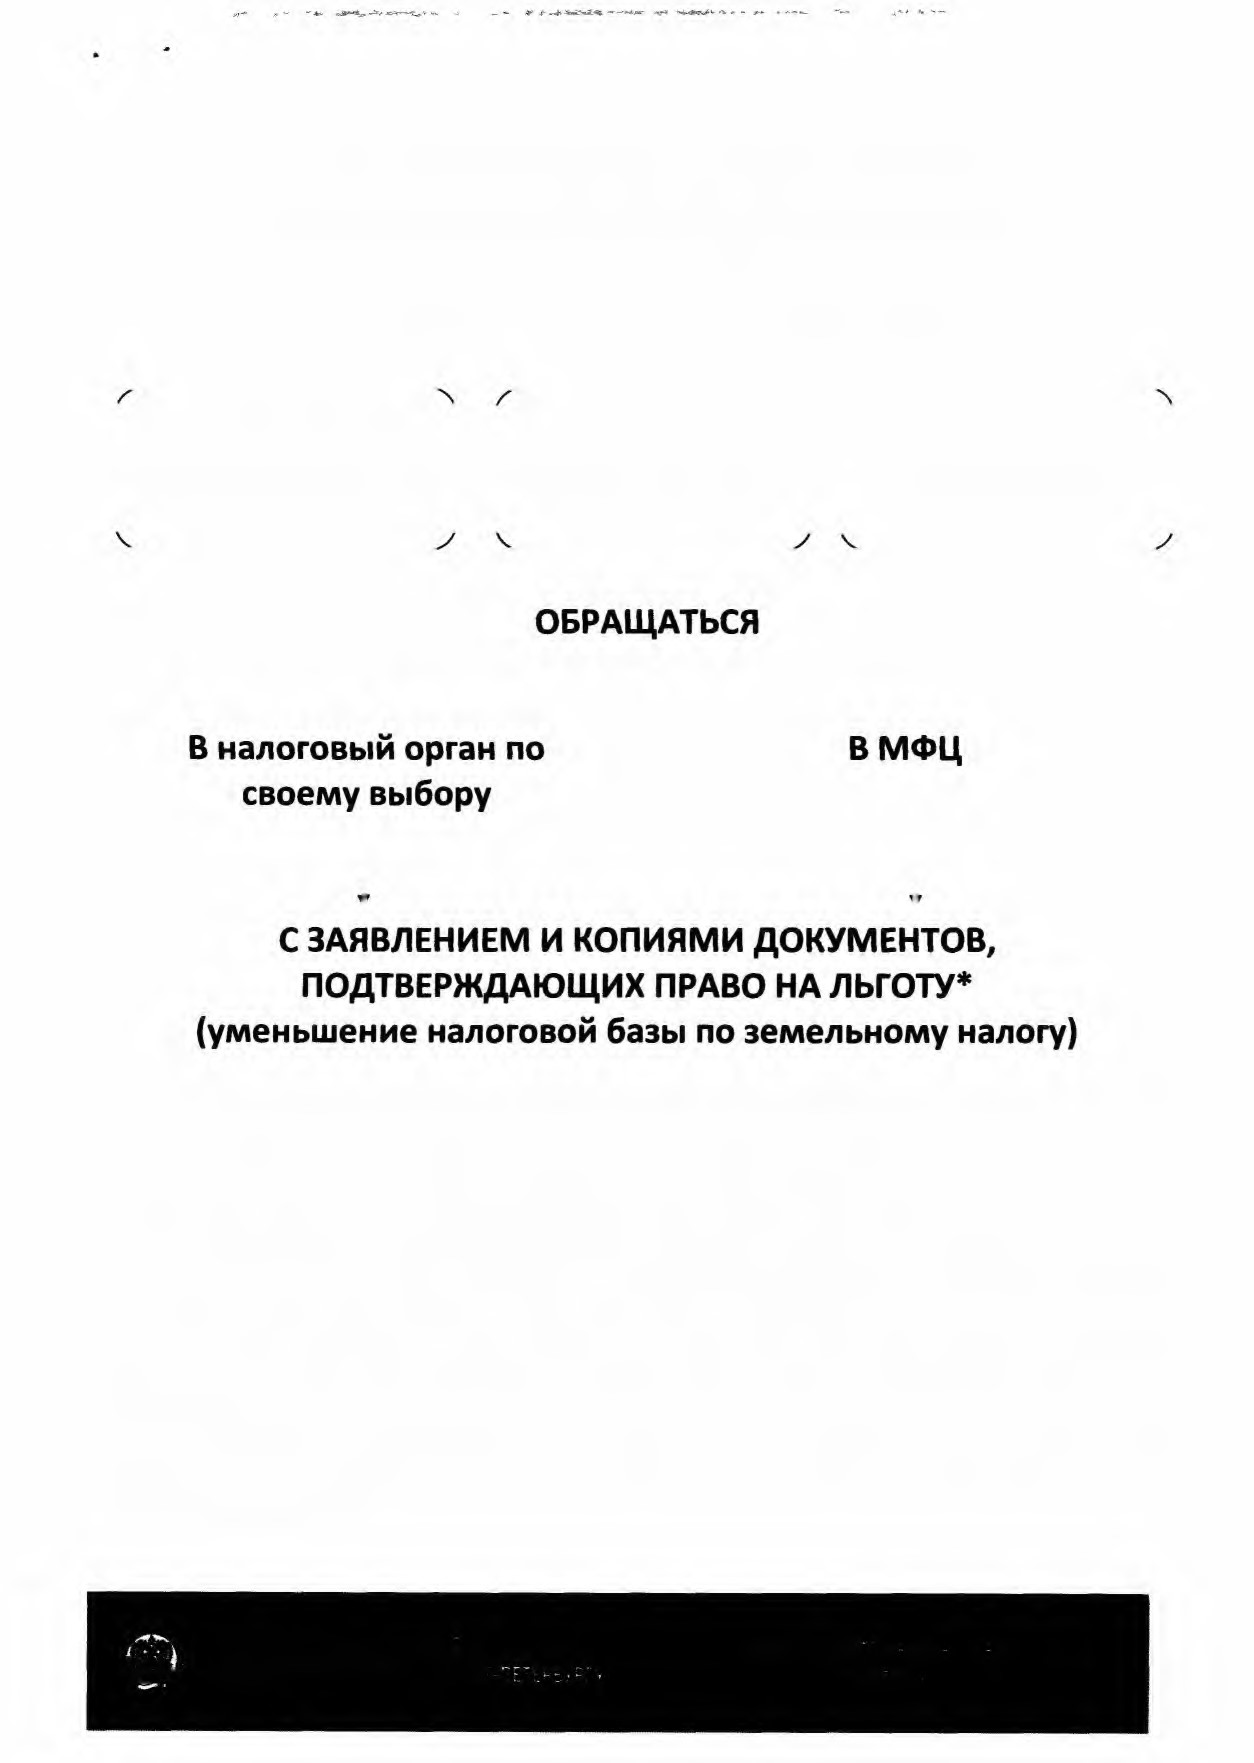 ОБРАЩАТЬСЯ
В налоговый орган по
своему выбору
В МФЦ
С ЗАЯВЛЕНИЕМ И КОПИЯМИ ДОКУМЕНТОВ,
ПОДТВЕРЖДАЮЩИХ ПРАВО НА ЛЬГОТУ*
(уменьшение налоговой базы по земельному налогу)